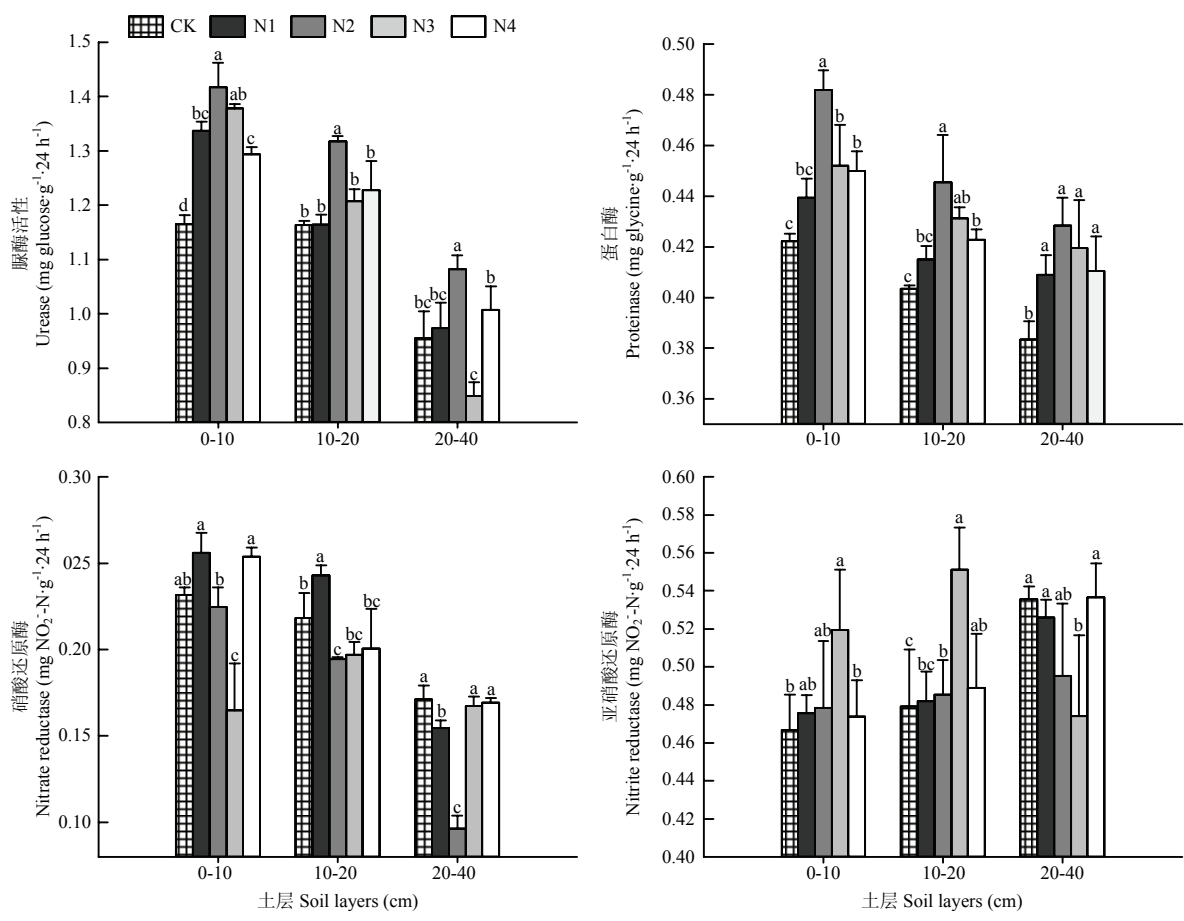 CK N1 N2 N3 N4
脲酶活性
Urease (mg glucose·g⁻¹·24 h⁻¹)
1.5
1.4
1.3
1.2
1.1
1.0
0.9
0.8
d bc a ab c
b b a b b
bc bc a c b
0-10 10-20 20-40
蛋白酶
Proteinase (mg glycine·g⁻¹·24 h⁻¹)
0.50
0.48
0.46
0.44
0.42
0.40
0.38
0.36
c bc a b b
c bc a ab b
b a a a a
0-10 10-20 20-40
硝酸还原酶
Nitrate reductase (mg NO₂⁻-N·g⁻¹·24 h⁻¹)
0.30
025
0.20
0.15
0.10
ab a b c a
b a c bc bc
a b c a a
0-10 10-20 20-40
土层 Soil layers (cm)
亚硝酸还原酶
Nitrite reductase (mg NO₂⁻-N·g⁻¹·24 h⁻¹)
0.60
0.58
0.56
0.54
0.52
0.50
0.48
0.46
0.44
0.42
0.40
b ab ab a b
c bc b a ab
a a ab b a
0-10 10-20 20-40
土层 Soil layers (cm)